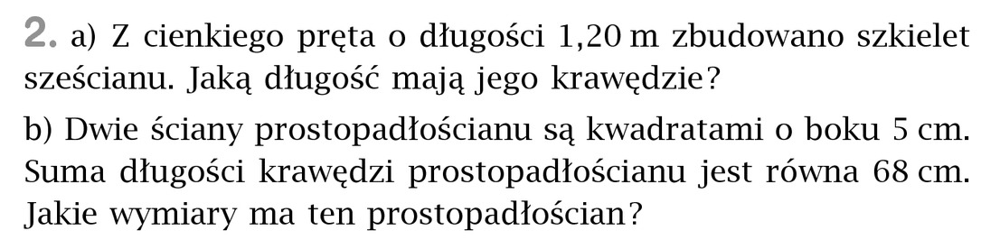 2. a) Z cienkiego pręta o długości 1,20 m zbudowano szkielet
sześcianu. Jaką długość mają jego krawędzie?
b) Dwie ściany prostopadłościanu są kwadratami o boku 5 cm.
Suma długości krawędzi prostopadłościanu jest równa 68 cm.
Jakie wymiary ma ten prostopadłościan?